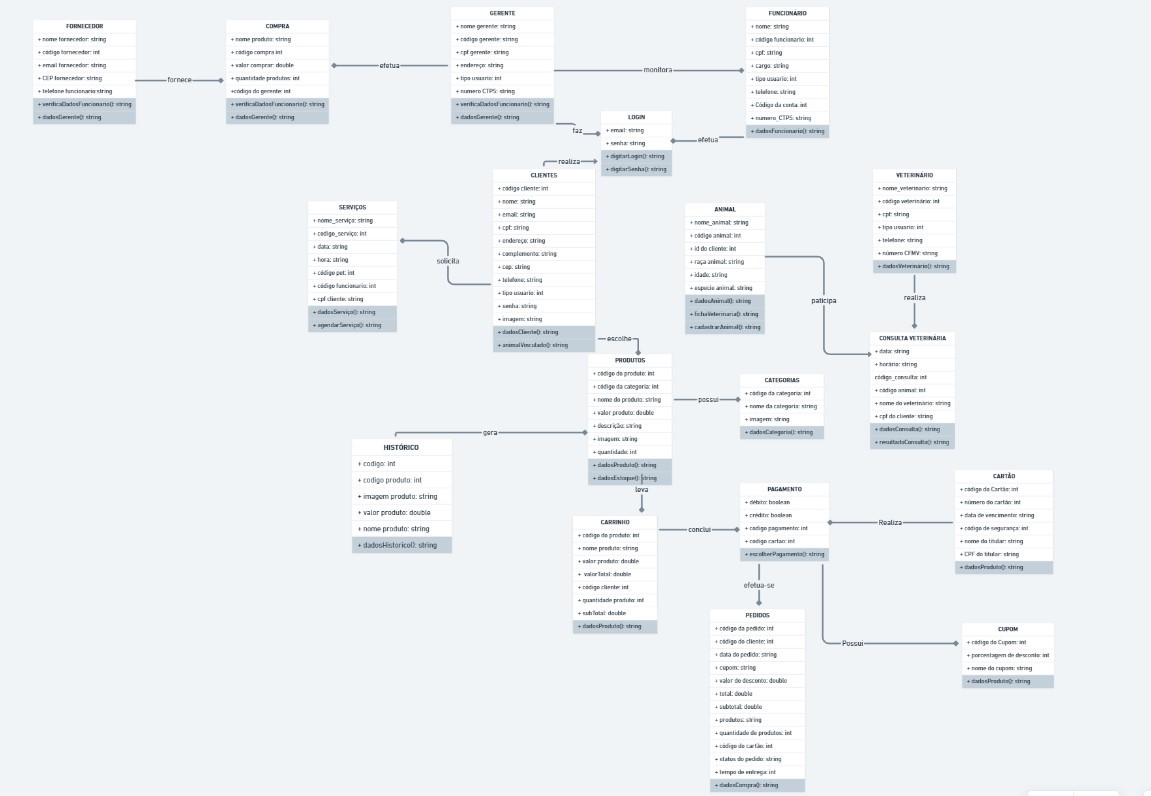 FORNECEDOR
+ nome fornecedor: string
+ código fornecedor: int
+ email fornecedor: string
+ CEP fornecedor: string
+ telefone funcionario:string
+ verificaDadosFuncionario(): string
+ dadosGerente(): string
fornece
COMPRA
+ nome produto: string
+ código compra int
+ valor comprar: double
+ quantidade produtos: int
+código do gerente: int
+ verificaDadosFuncionario(): string
+ dadosGerente(): string
efetua
GERENTE
+ nome gerente: string
+ código gerente: int
+ cpf gerente: string
+ endereço: string
+ tipo usuario: int
+ numero CTPS: string
+ verificaDadosFuncionario(): string
+ dadosGerente(): string
monitora
FUNCIONÁRIO
+ nome: string
+ código funcionario: int
+ cpf: string
+ cargo: string
+ tipo usuario: int
+ telefone: string
+ Código da conta: int
+ numero_CTPS: string
+ dadosFuncionario(): string
faz
LOGIN
+ email: string
+ senha: string
+ digitarLogin(): string
+ digitarSenha(): string
efetua
realiza
CLIENTES
+ código cliente: int
+ nome: string
+ email: string
+ cpf: string
+ endereço: string
+ complemento: string
+ cep: string
+ telefone: string
+ tipo usuario: int
+ senha: string
+ imagem: string
+ dadosCliente(): string
+ animalVinculado(): string
SERVIÇOS
+ nome_serviço: string
+ codigo_serviço: int
+ data: string
+ hora: string
+ código pet: int
+ código funcionario: int
+ cpf cliente: string
+ dadosServiço(): string
+ agendarServiço(): string
solicita
ANIMAL
+ nome_animal: string
+ código animal: int
+ id do cliente: int
+ raça animal: string
+ idade: string
+ especie animal: string
+ dadosAnimal(): string
+ fichaVeterinaria(): string
+ cadastrarAnimal(): string
paticipa
VETERINÁRIO
+ nome_veterinario: string
+ código veterinário: int
+ cpf: string
+ tipo usuario: int
+ telefone: string
+ número CFMV: string
+ dadosVeterinário(): string
realiza
CONSULTA VETERINÁRIA
+ data: string
+ horário: string
código_consulta: int
+ código animal: int
+ nome do veterinário: string
+ cpf do cliente: string
+ dadosConsulta(): string
+ resultadoConsulta(): string
escolhe
PRODUTOS
+ código do produto: int
+ código da categoria: int
+ nome do produto: string
+ valor produto: double
+ descrição: string
+ imagem: string
+ quantidade: int
+ dadosProduto(): string
+ dadosEstoque(): string
possui
CATEGORIAS
+ código da categoria: int
+ nome da categoria: string
+ imagem: string
+ dadosCategoria(): string
gera
HISTÓRICO
+ codigo: int
+ codigo produto: int
+ imagem produto: string
+ valor produto: double
+ nome produto: string
+ dadosHistorico(): string
leva
CARRINHO
+ código do produto: int
+ nome produto: string
+ valor produto: double
+ valorTotal: double
+ código cliente: int
+ quantidade produto: int
+ subTotal: double
+ dadosProduto(): string
conclui
PAGAMENTO
+ débito: boolean
+ crédito: boolean
+ código pagamento: int
+ codigo cartao: int
+ escolherPagamento(): string
Realiza
CARTÃO
+ código do Cartão: int
+ número do cartão: int
+ data de vencimento: string
+ código de segurança: int
+ nome do titular: string
+ CPF do titular: string
+ dadosProduto(): string
efetua-se
PEDIDOS
+ código da pedido: int
+ código do cliente: int
+ data do pedido: string
+ cupom: string
+ valor do desconto: double
+ total: double
+ subtotal: double
+ produtos: string
+ quantidade de produtos: int
+ código do cartão: int
+ status do pedido: string
+ tempo de entrega: int
+ dadosCompra(): string
Possui
CUPOM
+ código do Cupom: int
+ porcentagem de desconto: int
+ nome do cupom: string
+ dadosProduto(): string